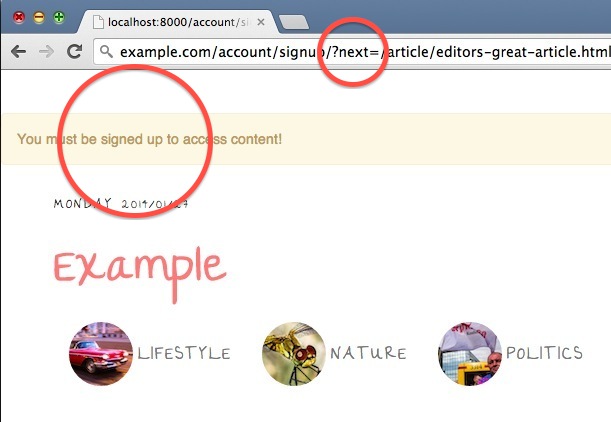 localhost:8000/account/si
example.com/account/signup/?next=/article/editors-great-article.html
You must be signed up to access content!
MONDAY 2014/01/27
Example
LIFESTYLE NATURE POLITICS